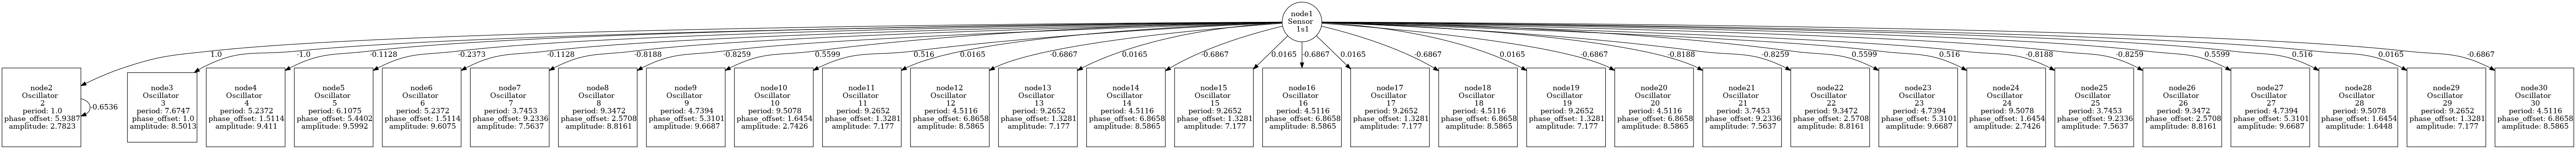 node1
Sensor
1s1
1.0
-1.0
-0.1128
-0.2373
-0.1128
-0.8188
-0.8259
0.5599
0.516
0.0165
-0.6867
0.0165
-0.6867
0.0165
-0.6867
0.0165
-0.6867
0.0165
-0.6867
-0.8188
-0.8259
0.5599
0.516
-0.8188
-0.8259
0.5599
0.516
0.0165
-0.6867
node2
Oscillator
2
period: 1.0
phase_offset: 5.9387
amplitude: 2.7823
-0.6536
node3
Oscillator
3
period: 7.6747
phase_offset: 1.0
amplitude: 8.5013
node4
Oscillator
4
period: 5.2372
phase_offset: 1.5114
amplitude: 9.411
node5
Oscillator
5
period: 6.1075
phase_offset: 5.4402
amplitude: 9.5992
node6
Oscillator
6
period: 5.2372
phase_offset: 1.5114
amplitude: 9.6075
node7
Oscillator
7
period: 3.7453
phase_offset: 9.2336
amplitude: 7.5637
node8
Oscillator
8
period: 9.3472
phase_offset: 2.5708
amplitude: 8.8161
node9
Oscillator
9
period: 4.7394
phase_offset: 5.3101
amplitude: 9.6687
node10
Oscillator
10
period: 9.5078
phase_offset: 1.6454
amplitude: 2.7426
node11
Oscillator
11
period: 9.2652
phase_offset: 1.3281
amplitude: 7.177
node12
Oscillator
12
period: 4.5116
phase_offset: 6.8658
amplitude: 8.5865
node13
Oscillator
13
period: 9.2652
phase_offset: 1.3281
amplitude: 7.177
node14
Oscillator
14
period: 4.5116
phase_offset: 6.8658
amplitude: 8.5865
node15
Oscillator
15
period: 9.2652
phase_offset: 1.3281
amplitude: 7.177
node16
Oscillator
16
period: 4.5116
phase_offset: 6.8658
amplitude: 8.5865
node17
Oscillator
17
period: 9.2652
phase_offset: 1.3281
amplitude: 7.177
node18
Oscillator
18
period: 4.5116
phase_offset: 6.8658
amplitude: 8.5865
node19
Oscillator
19
period: 9.2652
phase_offset: 1.3281
amplitude: 7.177
node20
Oscillator
20
period: 4.5116
phase_offset: 6.8658
amplitude: 8.5865
node21
Oscillator
21
period: 3.7453
phase_offset: 9.2336
amplitude: 7.5637
node22
Oscillator
22
period: 9.3472
phase_offset: 2.5708
amplitude: 8.8161
node23
Oscillator
23
period: 4.7394
phase_offset: 5.3101
amplitude: 9.6687
node24
Oscillator
24
period: 9.5078
phase_offset: 1.6454
amplitude: 2.7426
node25
Oscillator
25
period: 3.7453
phase_offset: 9.2336
amplitude: 7.5637
node26
Oscillator
26
period: 9.3472
phase_offset: 2.5708
amplitude: 8.8161
node27
Oscillator
27
period: 4.7394
phase_offset: 5.3101
amplitude: 9.6687
node28
Oscillator
28
period: 9.5078
phase_offset: 1.6454
amplitude: 1.6448
node29
Oscillator
29
period: 9.2652
phase_offset: 1.3281
amplitude: 7.177
node30
Oscillator
30
period: 4.5116
phase_offset: 6.8658
amplitude: 8.5865